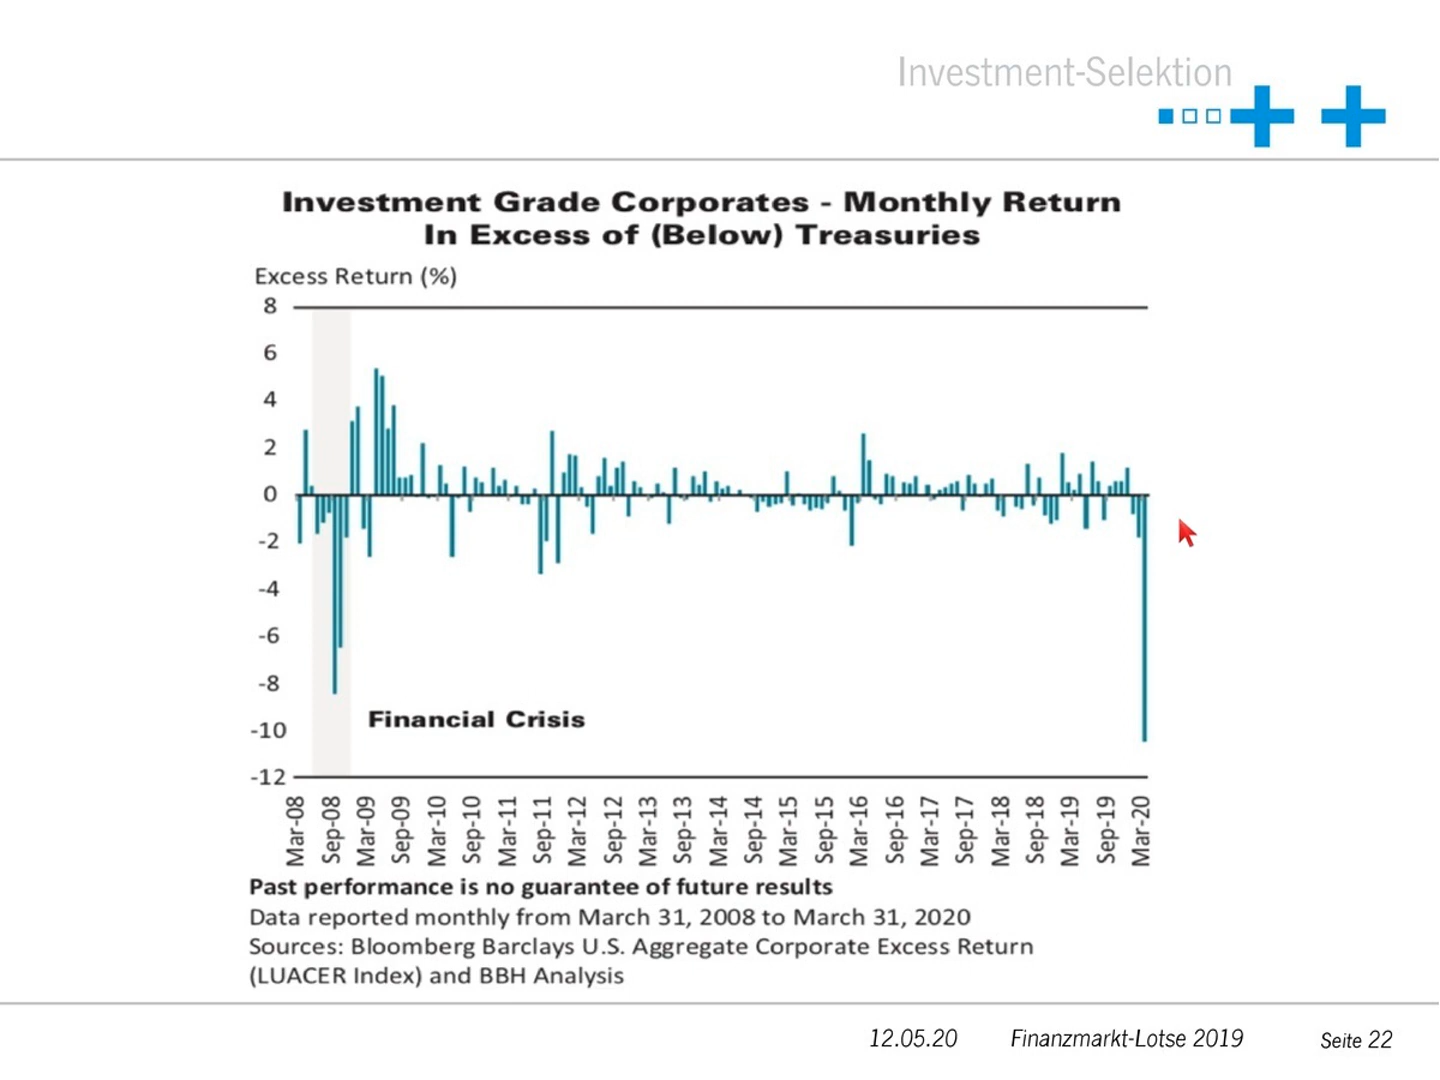 Investment-Selektion
Investment Grade Corporates - Monthly Return
In Excess of (Below) Treasuries
Excess Return (%)
8
6
4
2
0
-2
-4
-6
-8
-10
-12
Financial Crisis
Mar-08
Sep-08
Mar-09
Sep-09
Mar-10
Sep-10
Mar-11
Sep-11
Mar-12
Sep-12
Mar-13
Sep-13
Mar-14
Sep-14
Mar-15
Sep-15
Mar-16
Sep-16
Mar-17
Sep-17
Mar-18
Sep-18
Mar-19
Sep-19
Mar-20
Past performance is no guarantee of future results
Data reported monthly from March 31, 2008 to March 31, 2020
Sources: Bloomberg Barclays U.S. Aggregate Corporate Excess Return
(LUACER Index) and BBH Analysis
12.05.20 Finanzmarkt-Lotse 2019 Seite 22